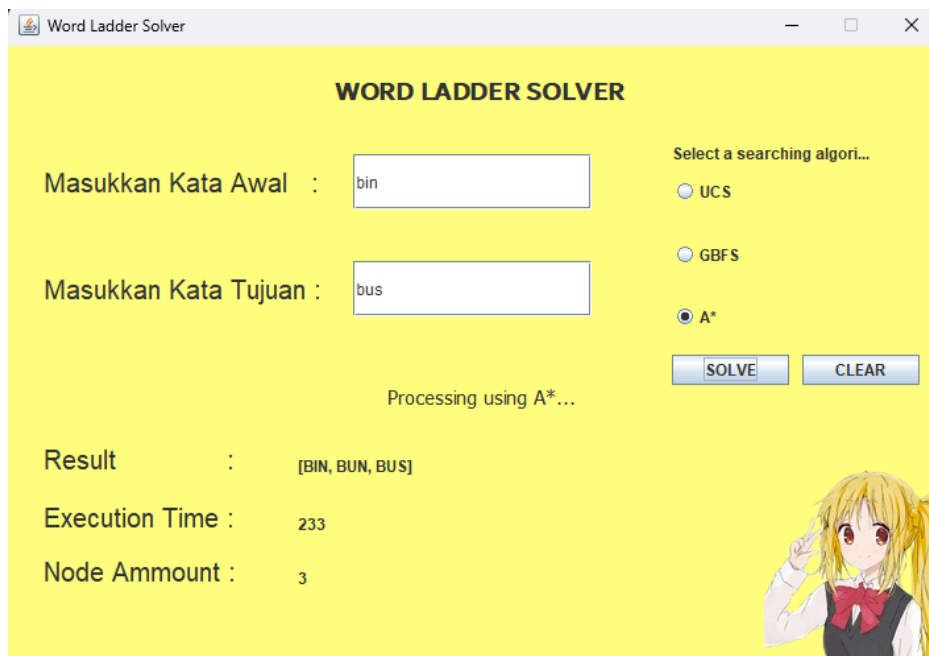 Word Ladder Solver
WORD LADDER SOLVER
Masukkan Kata Awal :
bin
Masukkan Kata Tujuan :
bus
Select a searching algori...
UCS
GBFS
A*
SOLVE
CLEAR
Processing using A*...
Result : [BIN, BUN, BUS]
Execution Time : 233
Node Ammount : 3